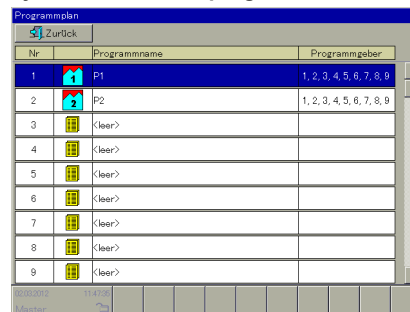 Programmplan
Zurück
Nr Programmname Programmgeber
1 1 P1 1, 2, 3, 4, 5, 6, 7, 8, 9
2 2 P2 1, 2, 3, 4, 5, 6, 7, 8, 9
3 <leer>
4 <leer>
5 <leer>
6 <leer>
7 <leer>
8 <leer>
9 <leer>
02.03.2012 11:47:05
Master